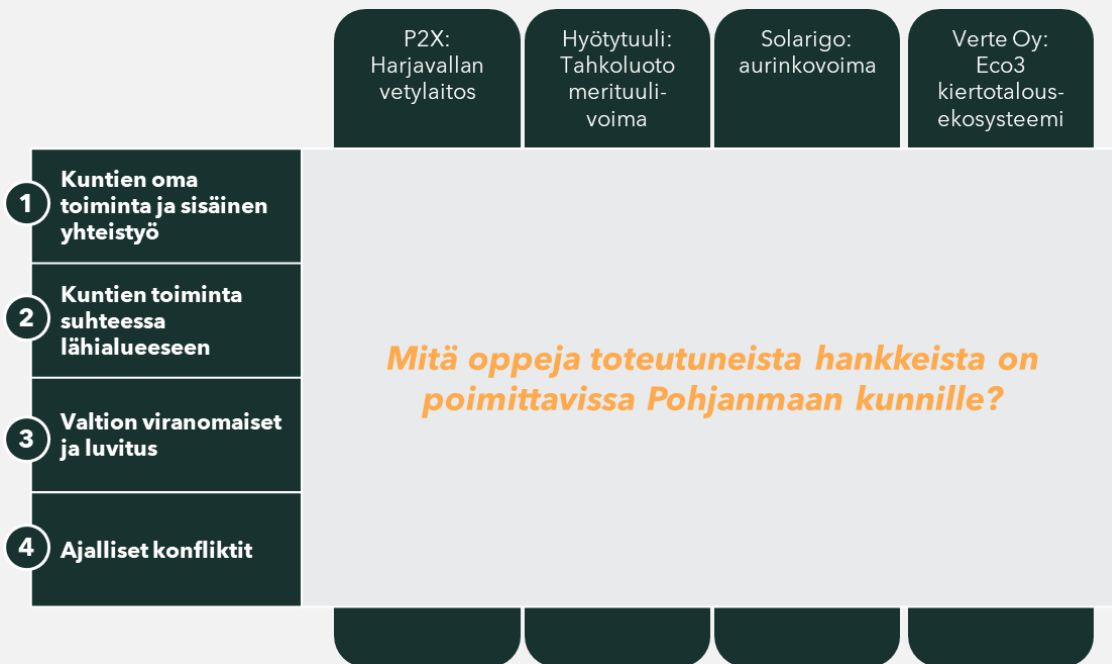 P2X:
Harjavallan
vetylaitos
Hyötytuuli:
Tahkoluoto
merituuli-
voima
Solarigo:
aurinkovoima
Verte Oy:
Eco3
kiertotalous-
ekosysteemi
1
Kuntien oma
toiminta ja sisäinen
yhteistyö
2
Kuntien toiminta
suhteessa
lähialueeseen
3
Valtion viranomaiset
ja luvitus
4
Ajalliset konfliktit
Mitä oppeja toteutuneista hankkeista on
poimittavissa Pohjanmaan kunnille?